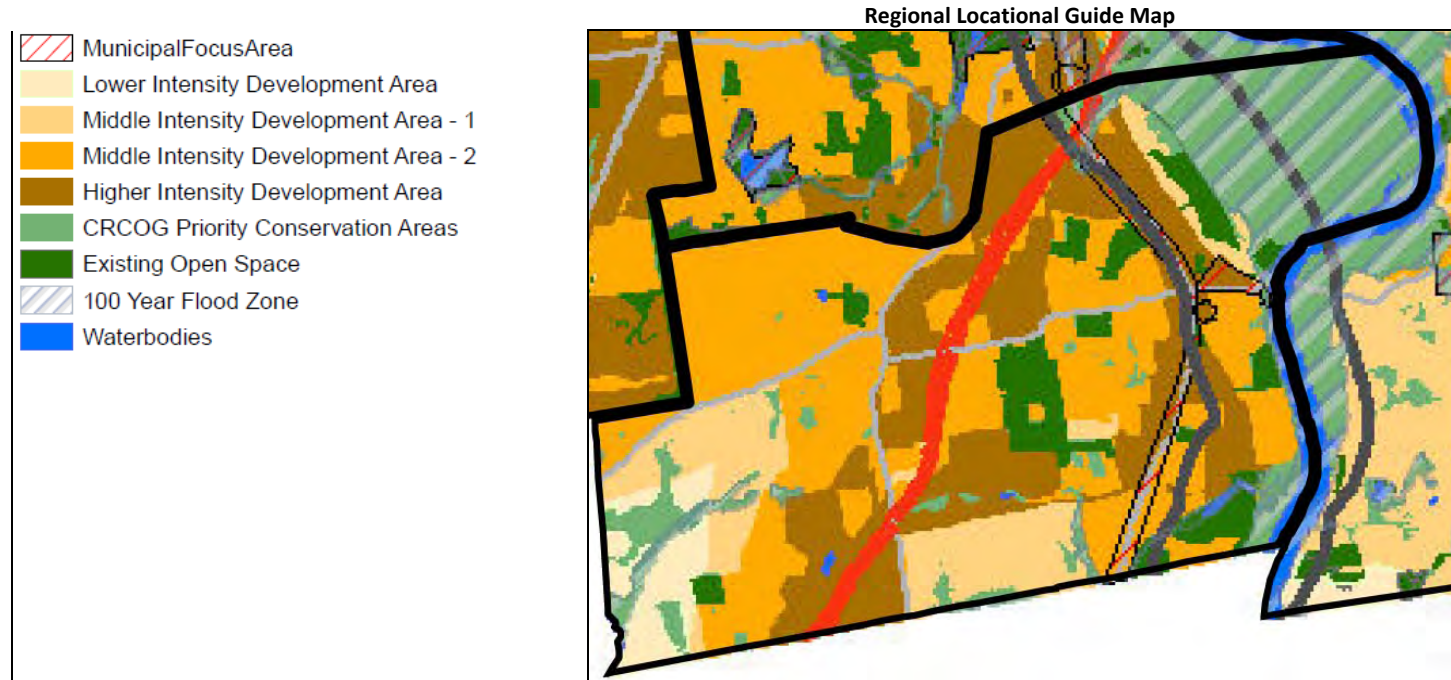 Regional Locational Guide Map
MunicipalFocusArea
Lower Intensity Development Area
Middle Intensity Development Area - 1
Middle Intensity Development Area - 2
Higher Intensity Development Area
CRCOG Priority Conservation Areas
Existing Open Space
100 Year Flood Zone
Waterbodies